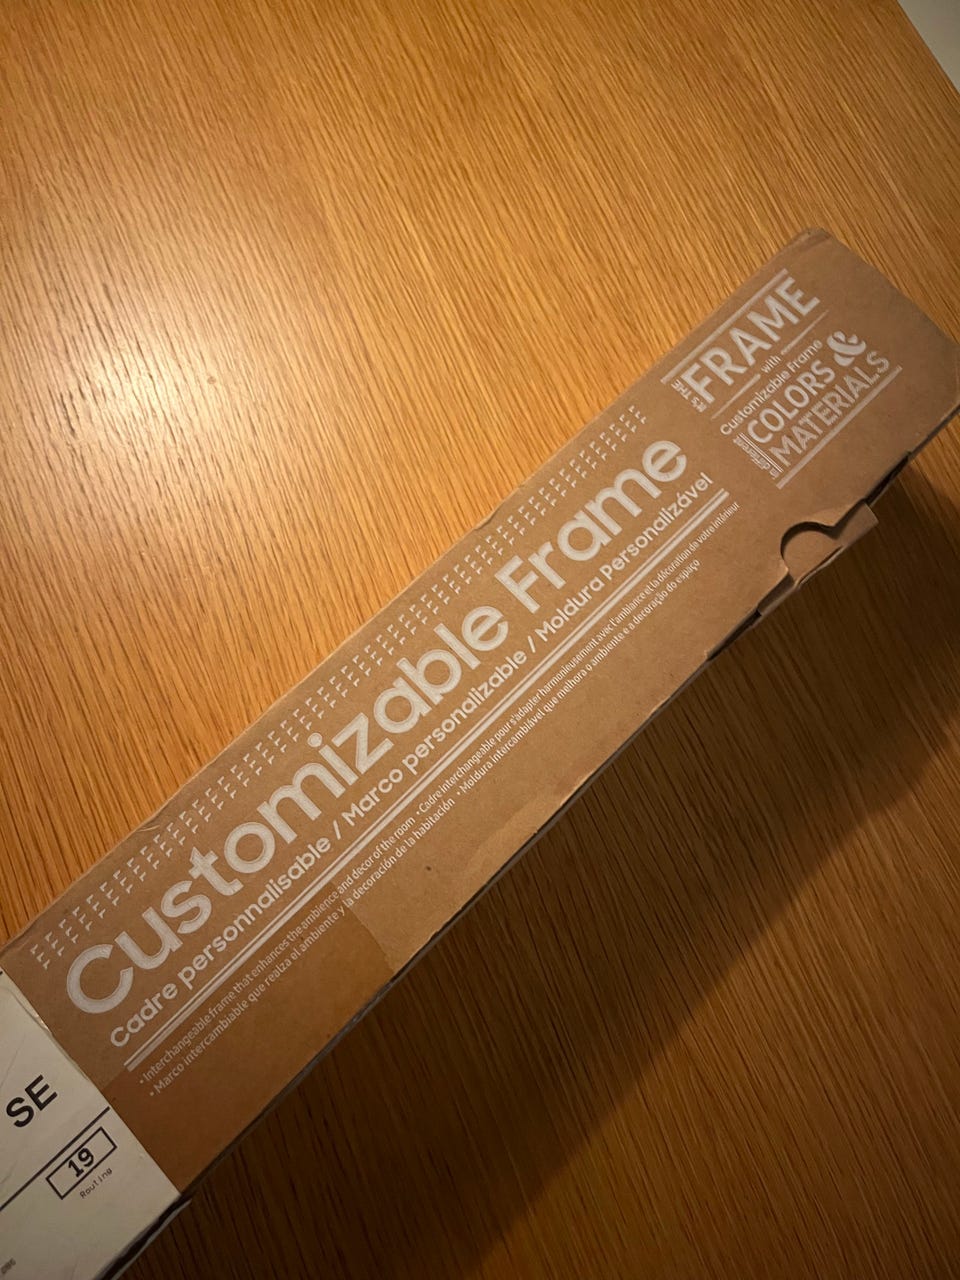 Customizable Frame
Cadre personnalisable / Marco personalizable / Moldura Personalizável
• Interchangeable frame that enhances the ambience and decor of the room • Cadre interchangeable pour s'adapter harmonieusement avec l'ambiance et la décoration de votre intérieur
• Marco intercambiable que realza el ambiente y la decoración de la habitación • Moldura intercambiável que melhora o ambiente e a decoração do espaço
FRAME
with
Customizable Frame
COLORS &
MATERIALS
SE
19
Routing